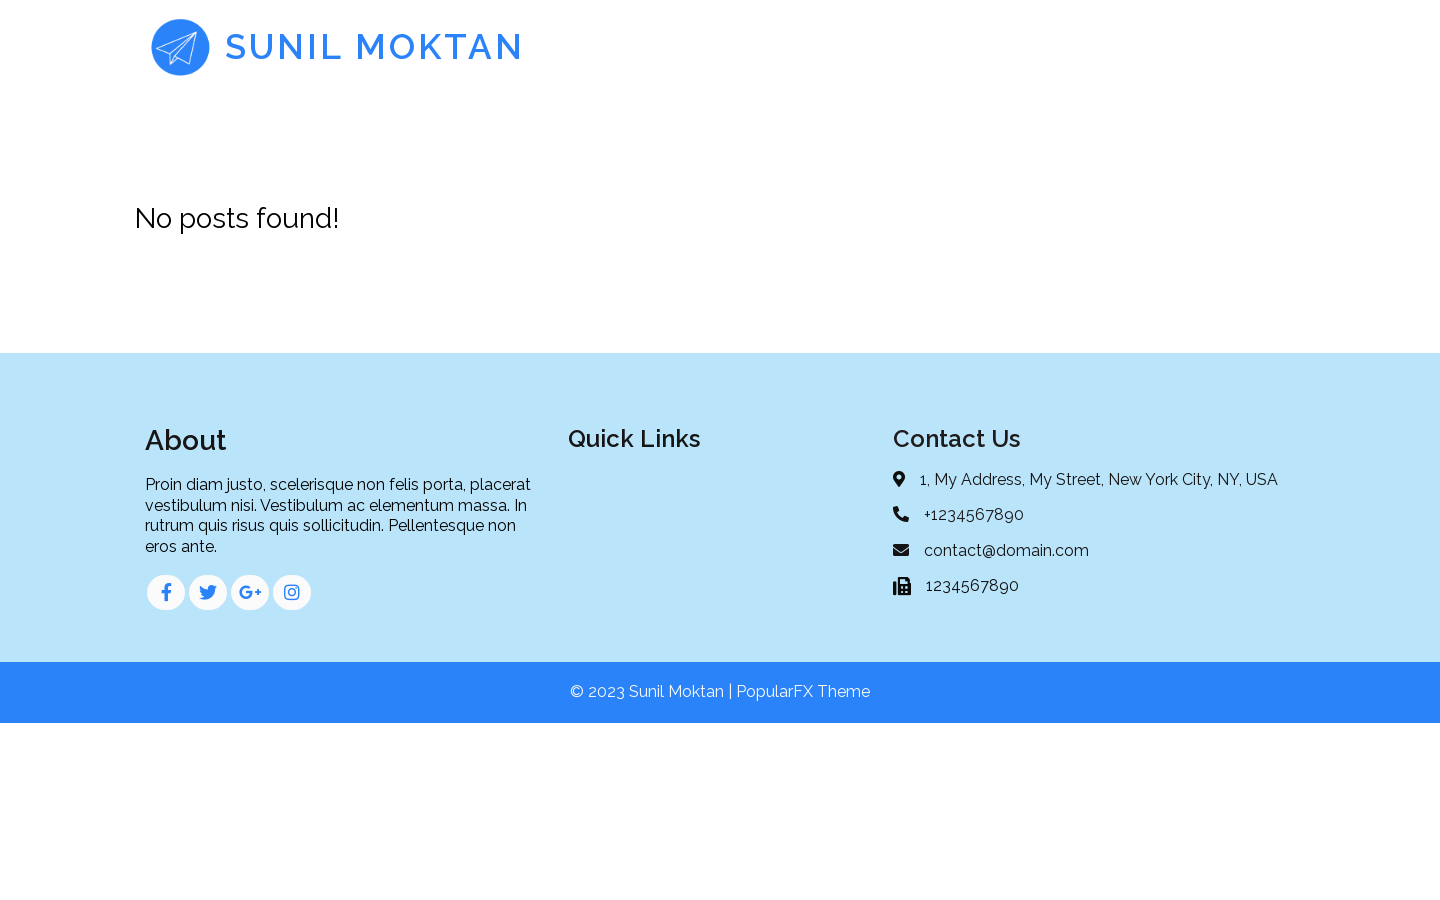 SUNIL MOKTAN
No posts found!
About
Proin diam justo, scelerisque non felis porta, placerat
vestibulum nisi. Vestibulum ac elementum massa. In
rutrum quis risus quis sollicitudin. Pellentesque non
eros ante.
Quick Links
Contact Us
1, My Address, My Street, New York City, NY, USA
+1234567890
contact@domain.com
1234567890
© 2023 Sunil Moktan | PopularFX Theme